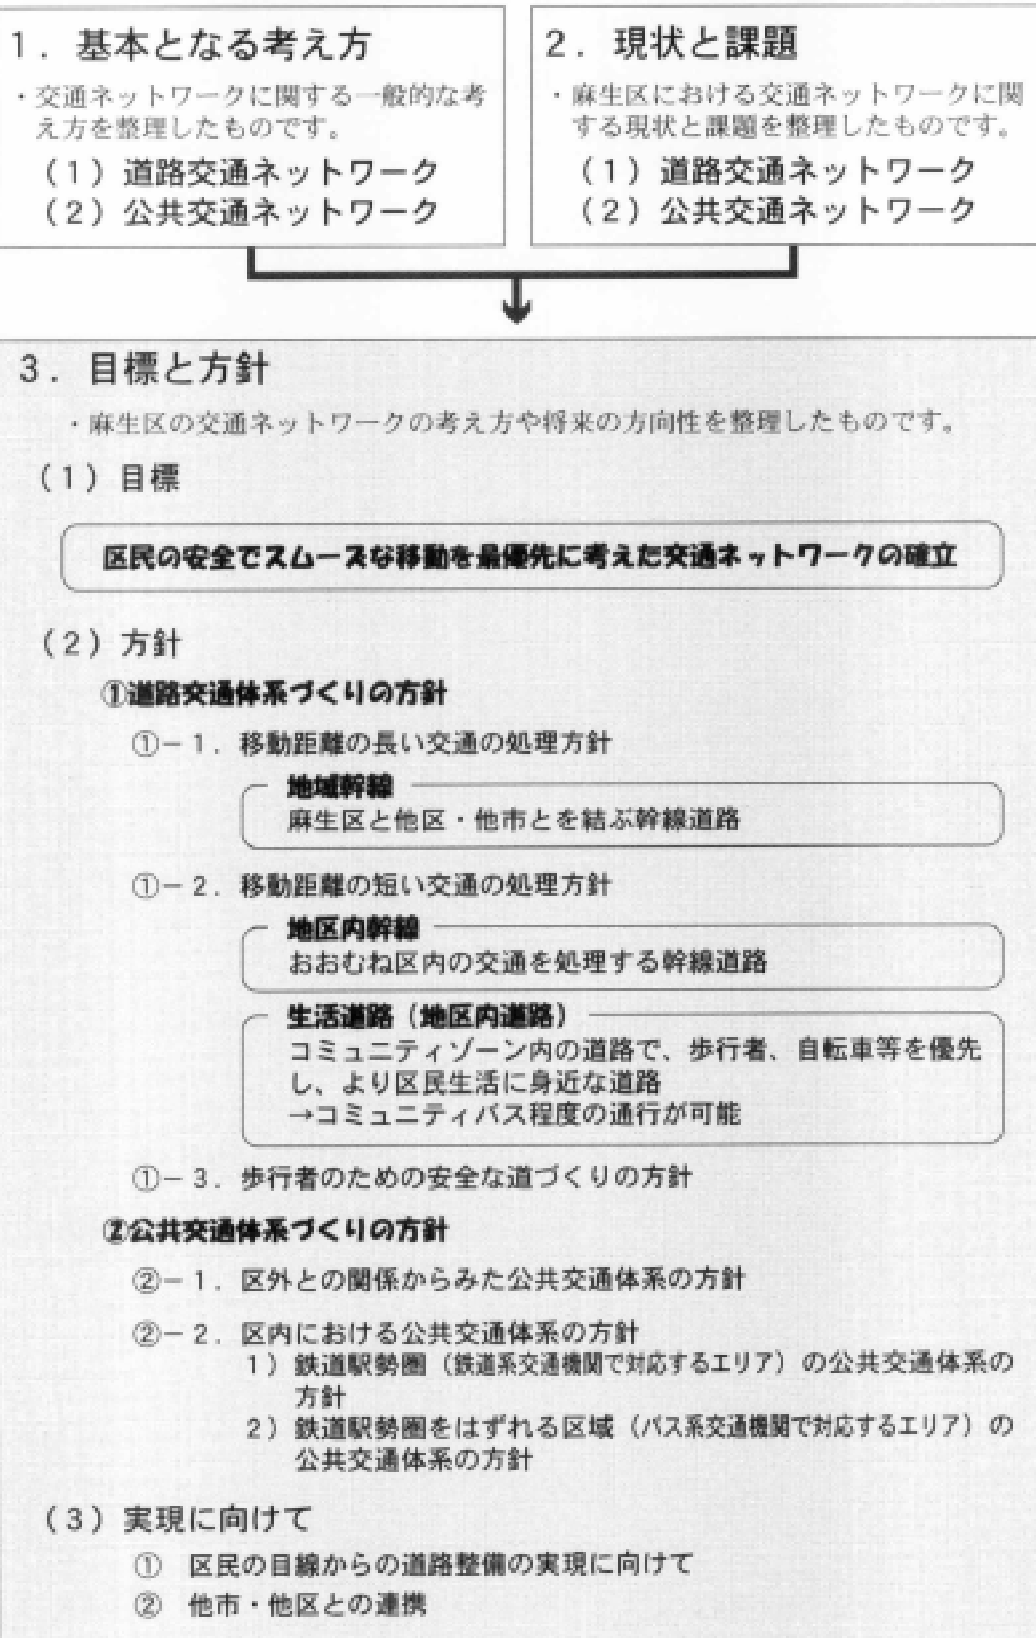 1．基本となる考え方
・交通ネットワークに関する一般的な考
え方を整理したものです。
（1）道路交通ネットワーク
（2）公共交通ネットワーク
2．現状と課題
・麻生区における交通ネットワークに関
する現状と課題を整理したものです。
（1）道路交通ネットワーク
（2）公共交通ネットワーク
3．目標と方針
・麻生区の交通ネットワークの考え方や将来の方向性を整理したものです。
（1）目標
区民の安全でスムーズな移動を最優先に考えた交通ネットワークの確立
（2）方針
①道路交通体系づくりの方針
①－1．移動距離の長い交通の処理方針
地域幹線
麻生区と他区・他市とを結ぶ幹線道路
①－2．移動距離の短い交通の処理方針
地区内幹線
おおむね区内の交通を処理する幹線道路
生活道路（地区内道路）
コミュニティゾーン内の道路で、歩行者、自転車等を優先
し、より区民生活に身近な道路
→コミュニティバス程度の通行が可能
①－3．歩行者のための安全な道づくりの方針
②公共交通体系づくりの方針
②－1．区外との関係からみた公共交通体系の方針
②－2．区内における公共交通体系の方針
1）鉄道駅勢圏（鉄道系交通機関で対応するエリア）の公共交通体系の
方針
2）鉄道駅勢圏をはずれる区域（バス系交通機関で対応するエリア）の
公共交通体系の方針
（3）実現に向けて
①　区民の目線からの道路整備の実現に向けて
②　他市・他区との連携